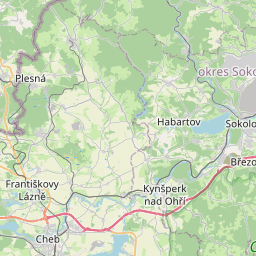 okres Soko
Plesná
Habartov
Sokolo
Březo
Františkovy
Lázně
Kynšperk
nad Ohří
Cheb